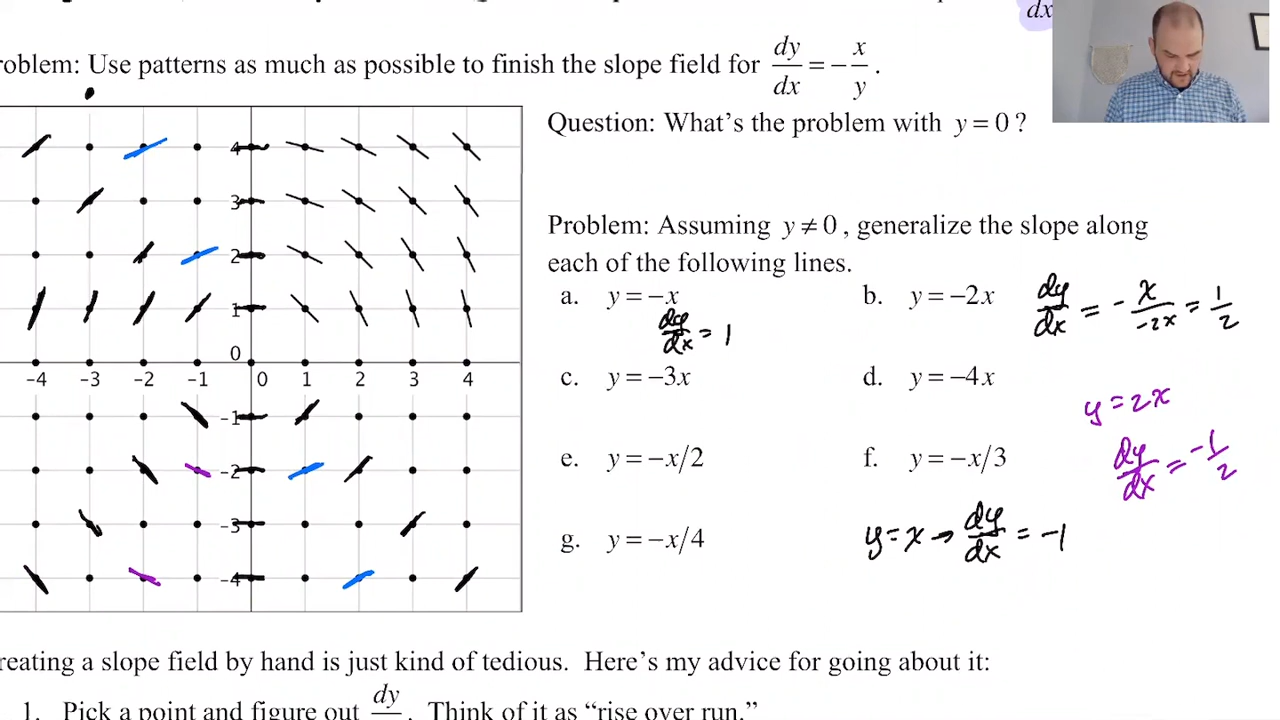 dx
roblem: Use patterns as much as possible to finish the slope field for dy/dx = −x/y.
Question: What's the problem with y = 0?
Problem: Assuming y ≠ 0, generalize the slope along
each of the following lines.
a. y = −x
dy/dx = 1
b. y = −2x dy/dx = −x/−2x = 1/2
c. y = −3x
d. y = −4x
y = 2x
dy/dx = −1/2
e. y = −x/2
f. y = −x/3
g. y = −x/4
y = x → dy/dx = −1
4
3
2
1
0
−4 −3 −2 −1 0 1 2 3 4
−1
−2
−3
−4
reating a slope field by hand is just kind of tedious. Here's my advice for going about it:
1. Pick a point and figure out dy. Think of it as "rise over run."